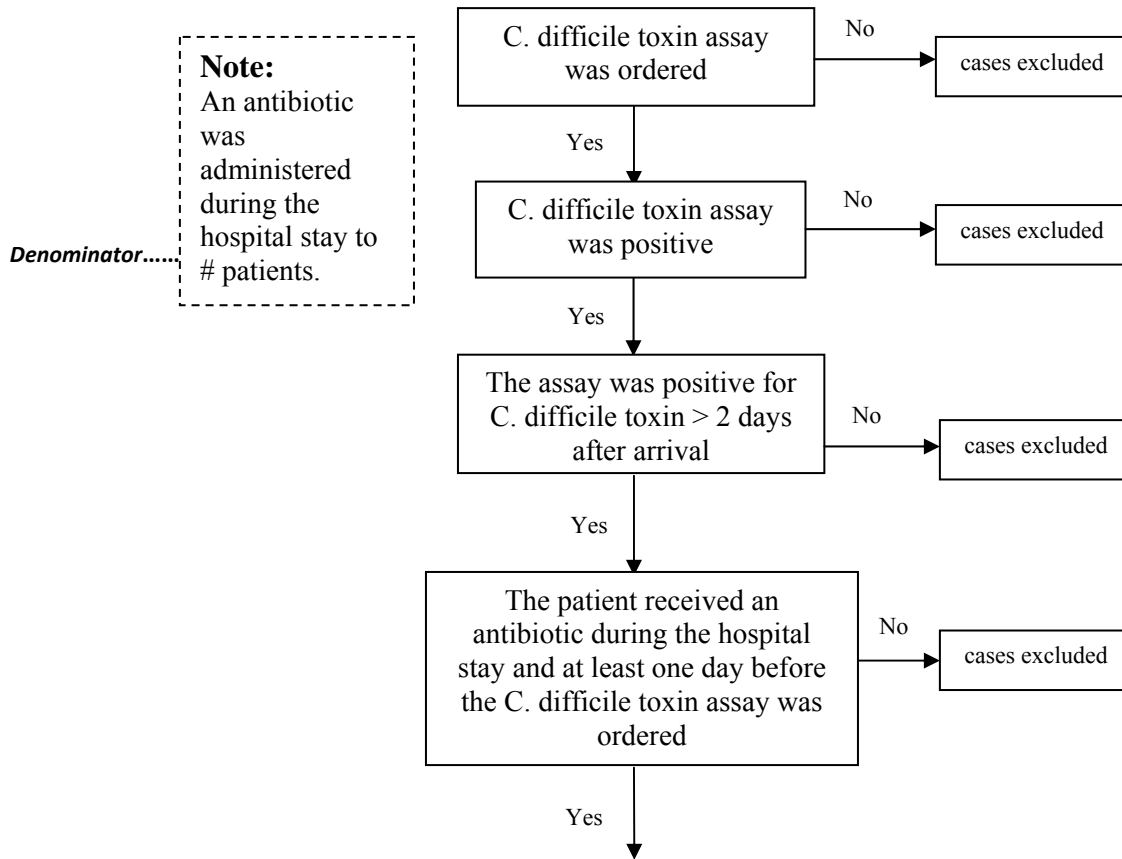 C. difficile toxin assay
was ordered
No
cases excluded
Note:
An antibiotic
was
administered
during the
hospital stay to
# patients.
Denominator......
Yes
C. difficile toxin assay
was positive
No
cases excluded
Yes
The assay was positive for
C. difficile toxin > 2 days
after arrival
No
cases excluded
Yes
The patient received an
antibiotic during the hospital
stay and at least one day before
the C. difficile toxin assay was
ordered
No
cases excluded
Yes